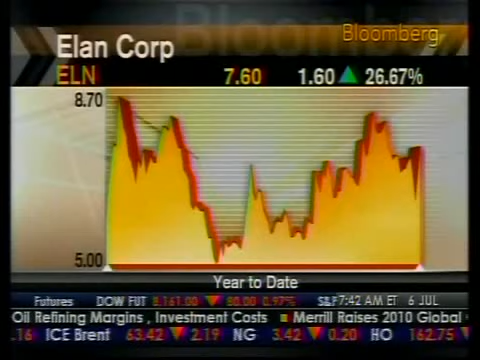 Bloomberg
Elan Corp
ELN 7.60 1.60 ▲ 26.67%
8.70
5.00
Year to Date
Futures DOW FUT 8,161.00 ▼ 80.00 0.97% S&P 7:42 AM ET 6 JUL
Oil Refining Margins , Investment Costs Merrill Raises 2010 Global
.16 ICE Brent 63.42 ▼ 2.19 NG 3.42 ▼ 0.20 HO 162.75